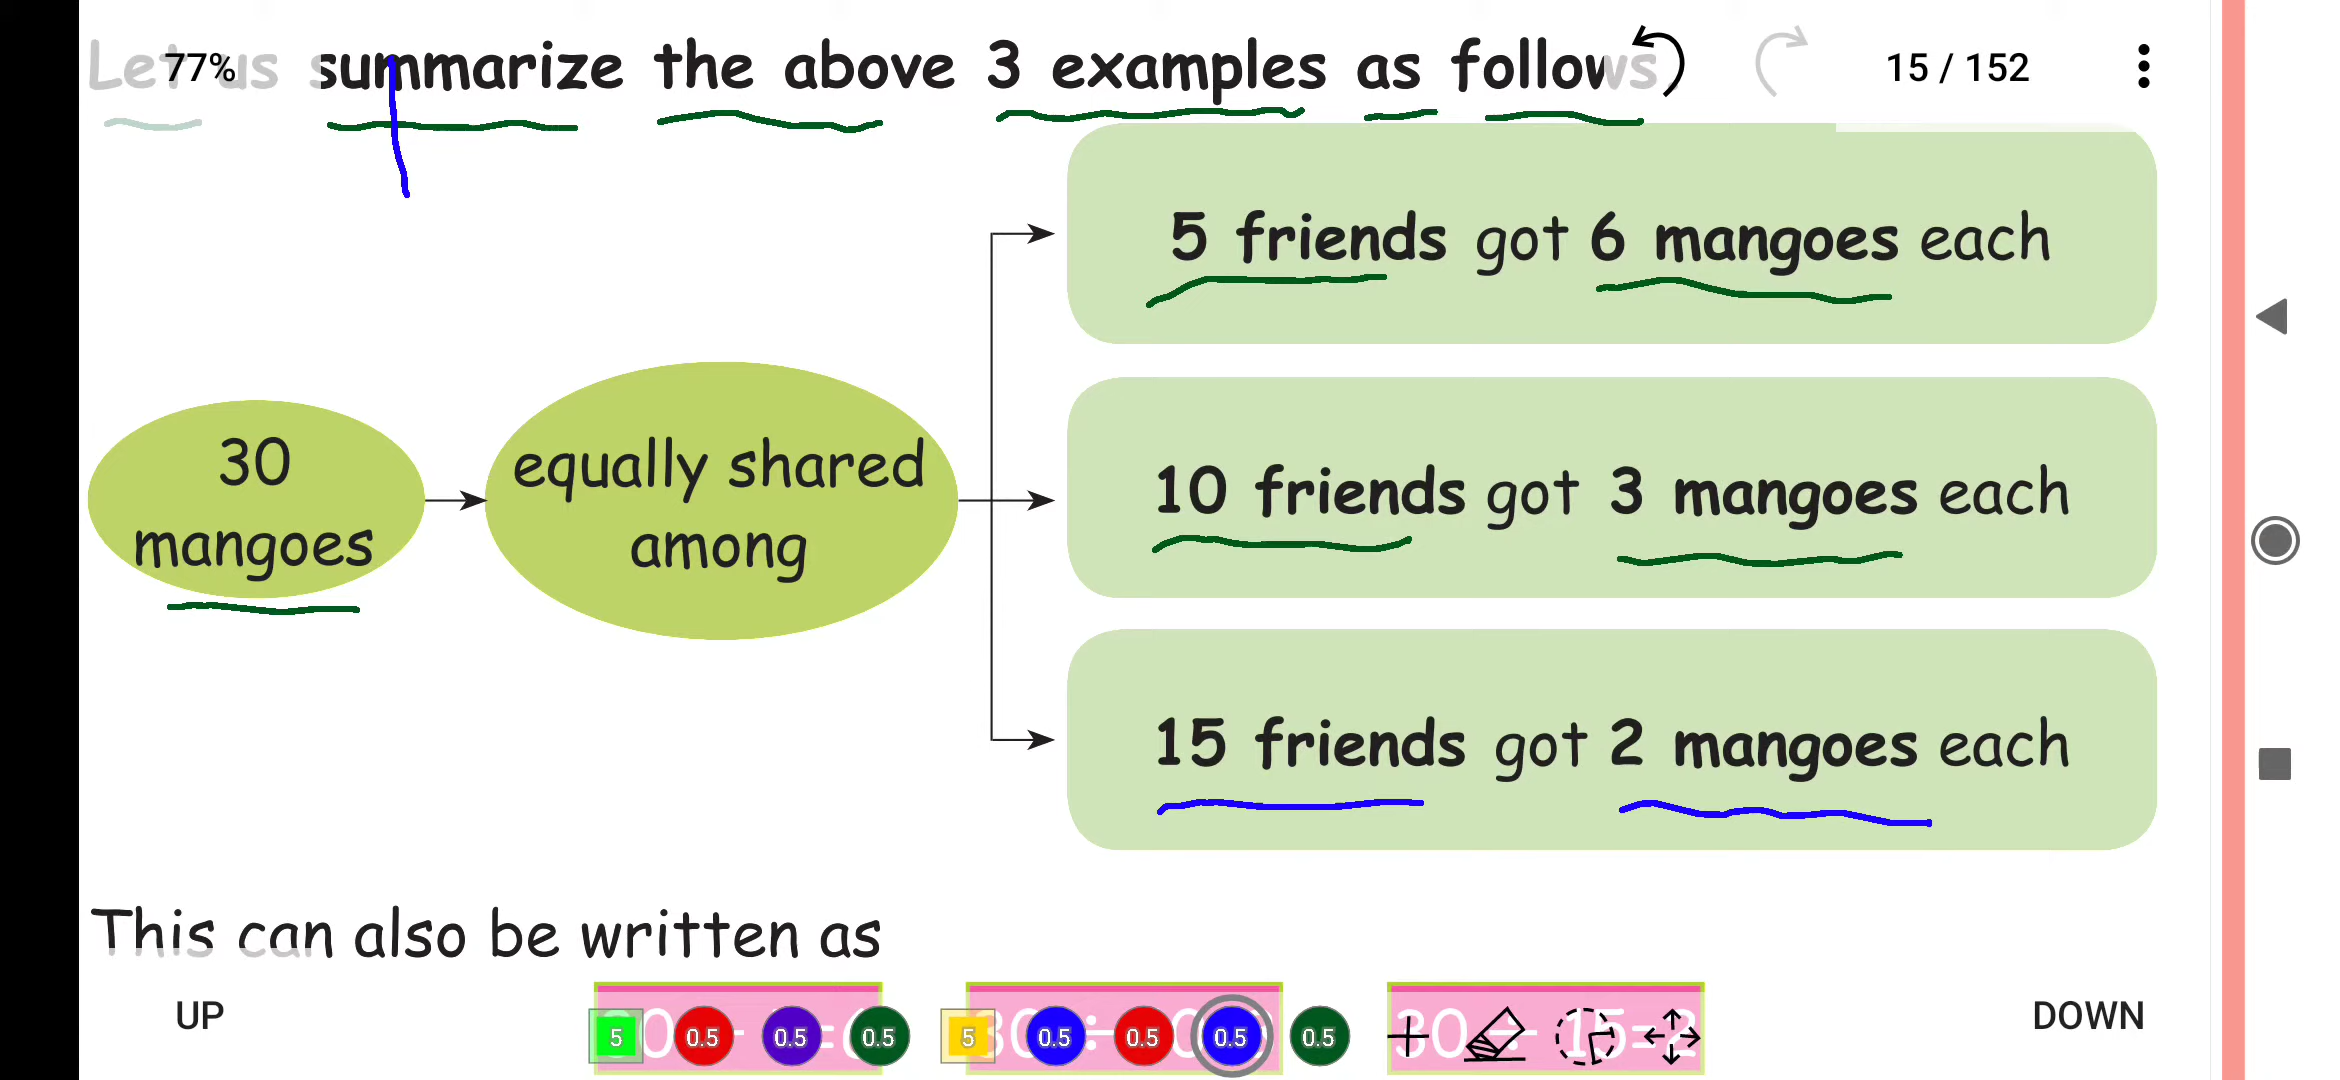 Let us summarize the above 3 examples as follows
77%
15 / 152
5 friends got 6 mangoes each
30 mangoes
equally shared among
10 friends got 3 mangoes each
15 friends got 2 mangoes each
This can also be written as
UP
DOWN
5 0.5 0.5 0.5 5 0.5 0.5 0.5 0.5
30 ÷ 15=2